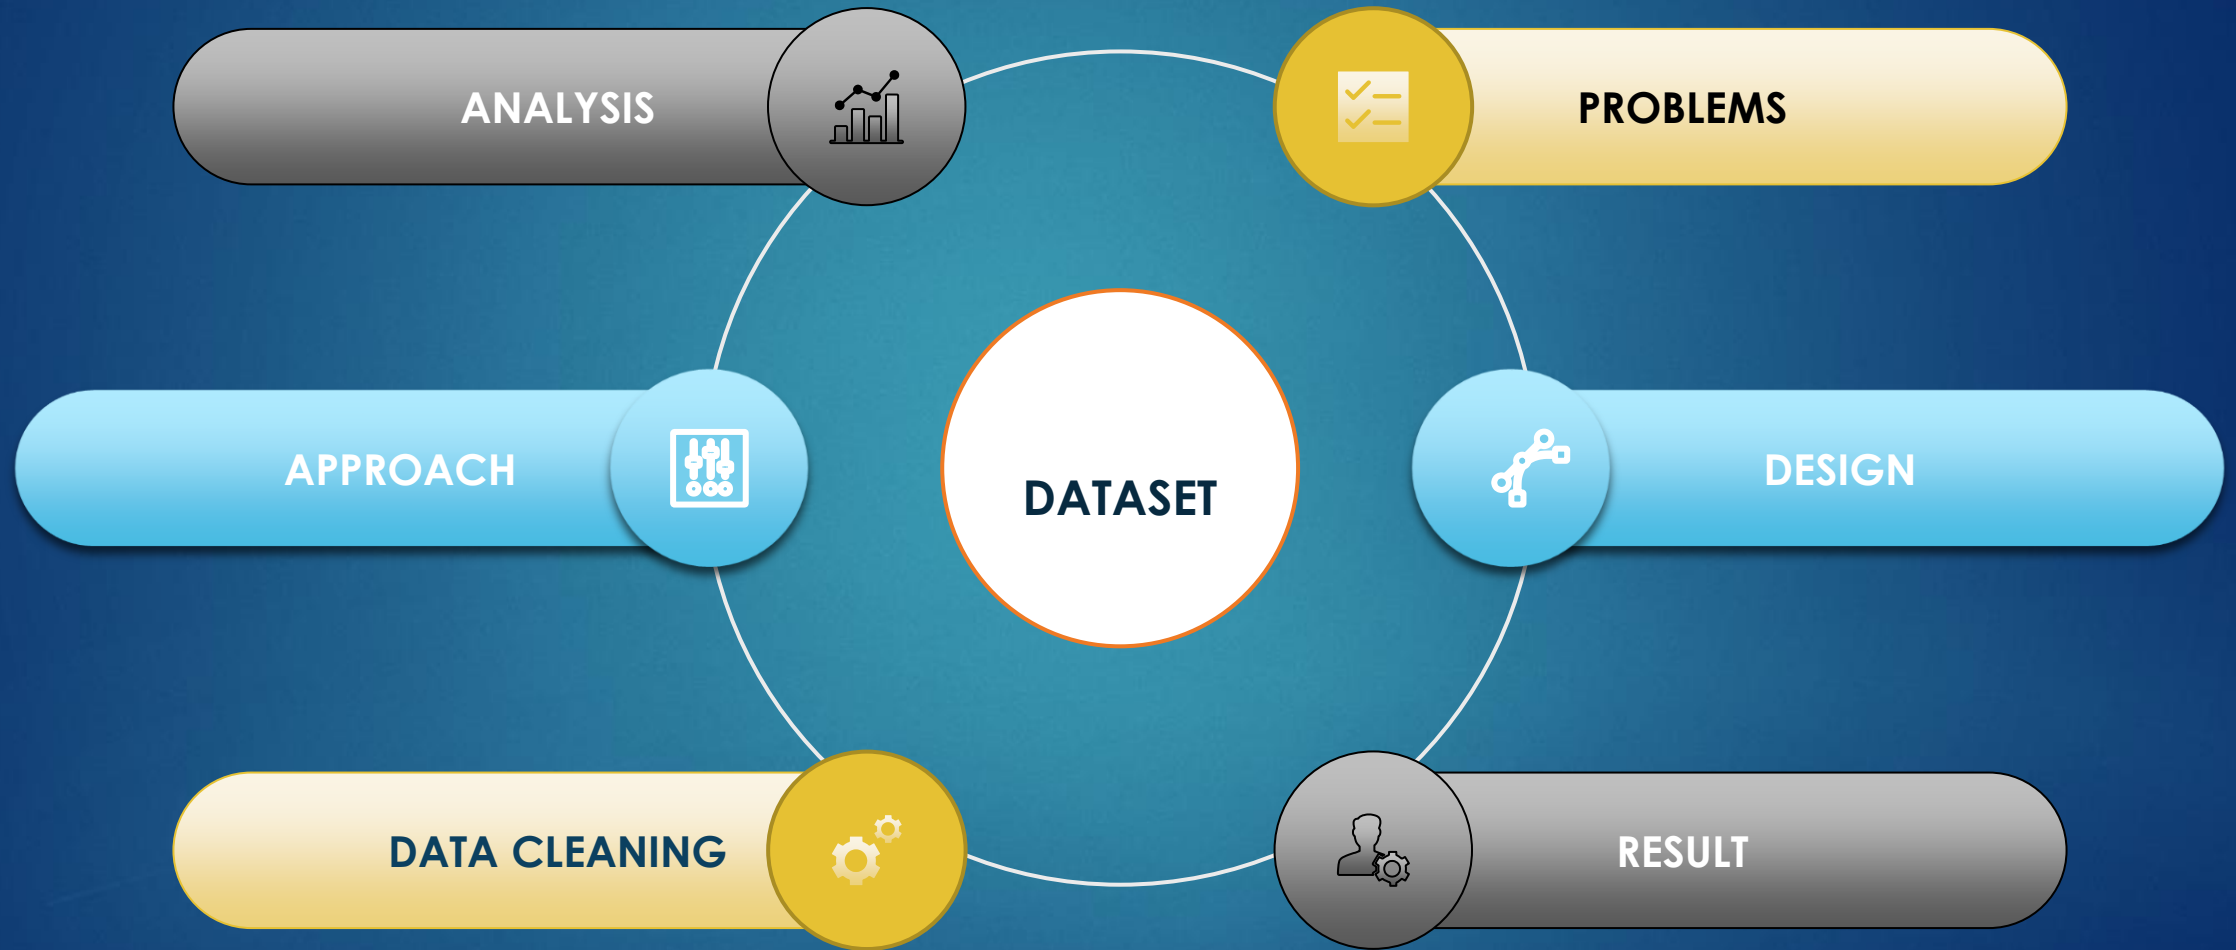 ANALYSIS
PROBLEMS
APPROACH
DATASET
DESIGN
DATA CLEANING
RESULT